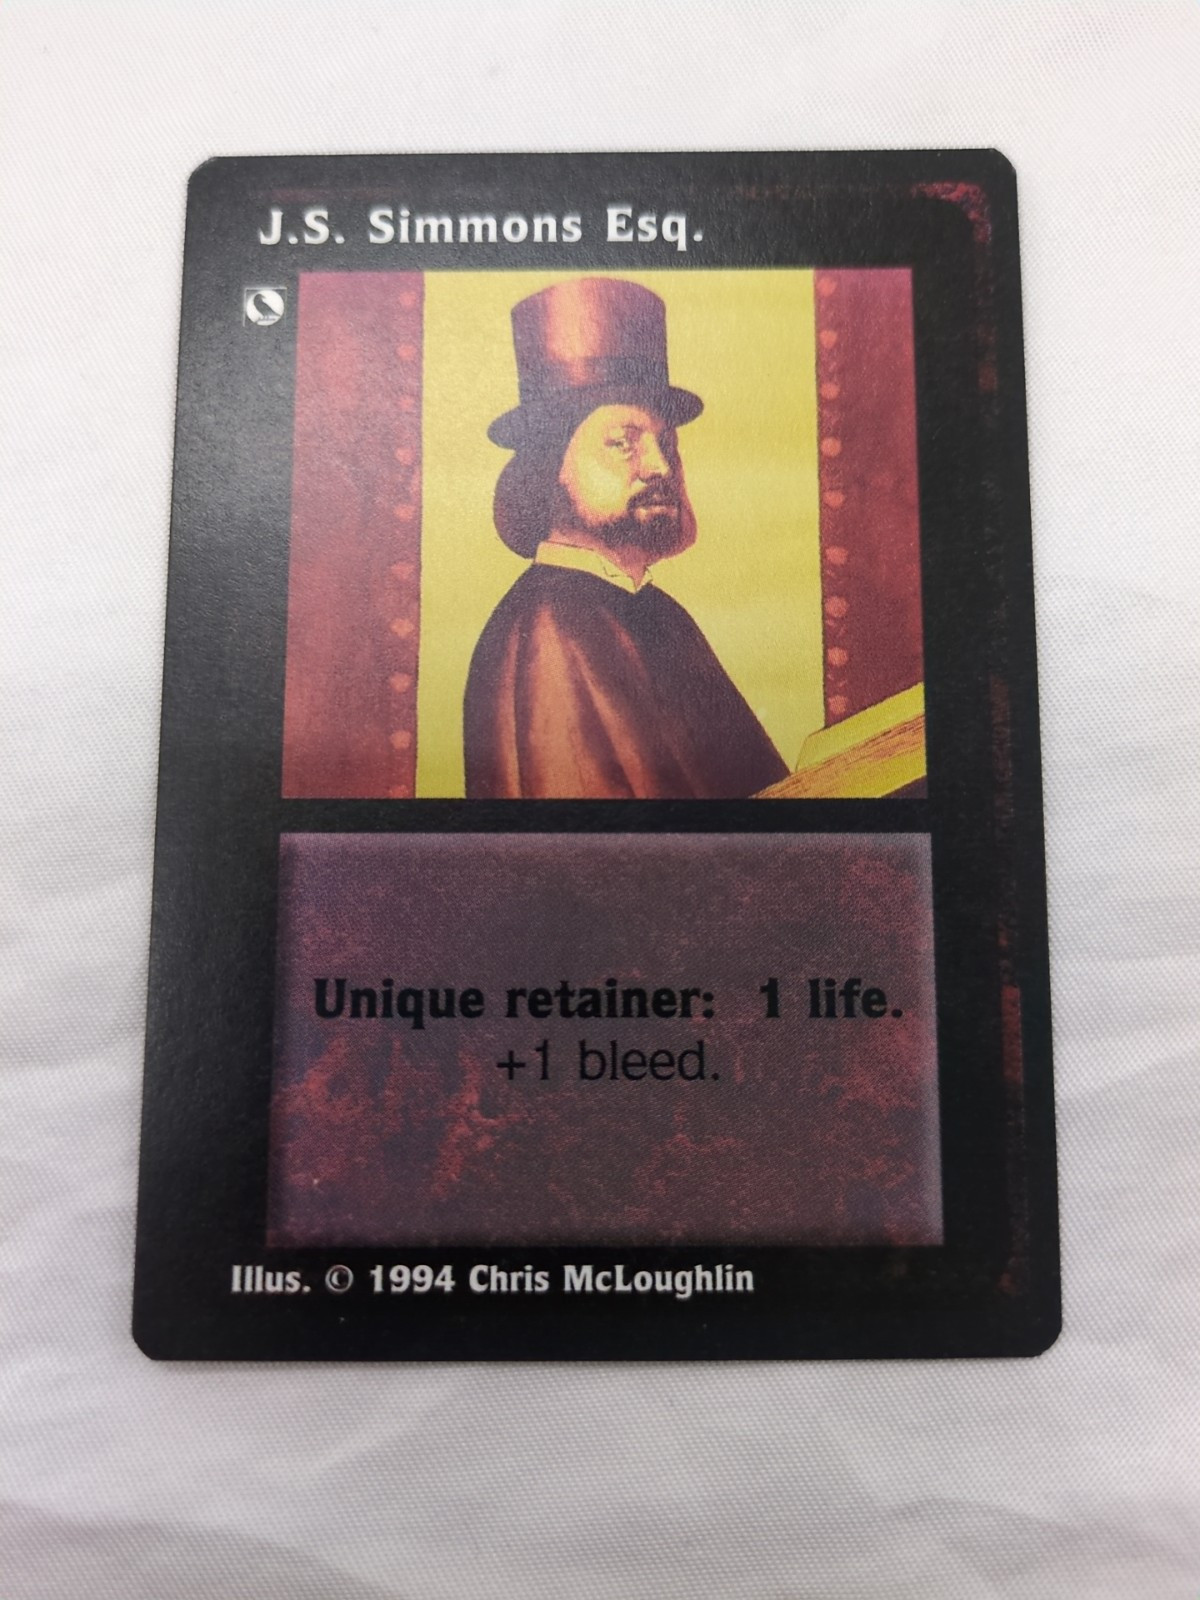 J.S. Simmons Esq.
Unique retainer: 1 life.
+1 bleed.
Illus. © 1994 Chris McLoughlin